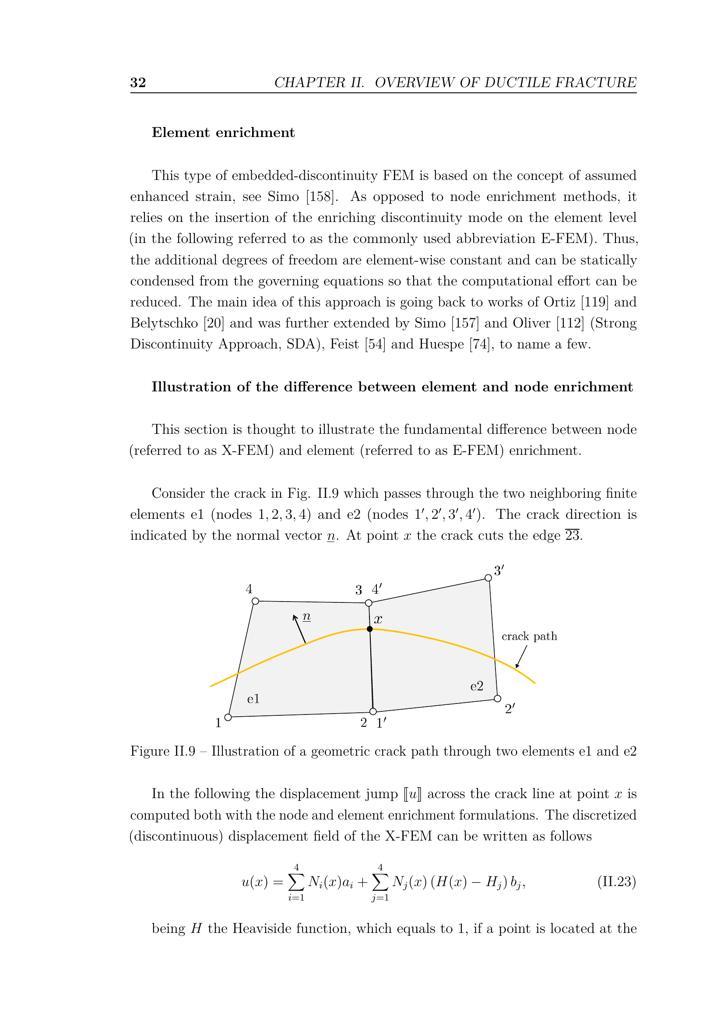 32 CHAPTER II. OVERVIEW OF DUCTILE FRACTURE
Element enrichment
This type of embedded-discontinuity FEM is based on the concept of assumed
enhanced strain, see Simo [158]. As opposed to node enrichment methods, it
relies on the insertion of the enriching discontinuity mode on the element level
(in the following referred to as the commonly used abbreviation E-FEM). Thus,
the additional degrees of freedom are element-wise constant and can be statically
condensed from the governing equations so that the computational effort can be
reduced. The main idea of this approach is going back to works of Ortiz [119] and
Belytschko [20] and was further extended by Simo [157] and Oliver [112] (Strong
Discontinuity Approach, SDA), Feist [54] and Huespe [74], to name a few.
Illustration of the difference between element and node enrichment
This section is thought to illustrate the fundamental difference between node
(referred to as X-FEM) and element (referred to as E-FEM) enrichment.
Consider the crack in Fig. II.9 which passes through the two neighboring finite
elements e1 (nodes 1, 2, 3, 4) and e2 (nodes 1′, 2′, 3′, 4′). The crack direction is
indicated by the normal vector n̲. At point x the crack cuts the edge 2̅3̅.
3′
4 3 4′
n̲ x
crack path
e1 e2
1 2 1′ 2′
Figure II.9 – Illustration of a geometric crack path through two elements e1 and e2
In the following the displacement jump ⟦u⟧ across the crack line at point x is
computed both with the node and element enrichment formulations. The discretized
(discontinuous) displacement field of the X-FEM can be written as follows
u(x) = ∑_{i=1}^{4} N_i(x)a_i + ∑_{j=1}^{4} N_j(x) (H(x) − H_j) b_j, (II.23)
being H the Heaviside function, which equals to 1, if a point is located at the